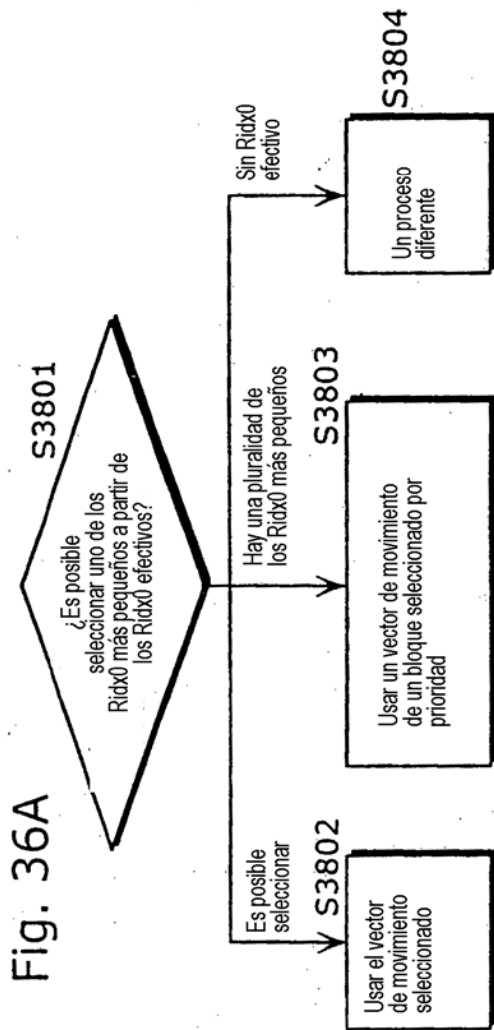 Fig. 36A
S3801
¿Es posible
seleccionar uno de los
Ridx0 más pequeños a partir de
los Ridx0 efectivos?
Es posible
seleccionar
Hay una pluralidad de
los Ridx0 más pequeños
Sin Ridx0
efectivo
S3802
Usar el vector
de movimiento
seleccionado
S3803
Usar un vector de movimiento
de un bloque seleccionado por
prioridad
S3804
Un proceso
diferente